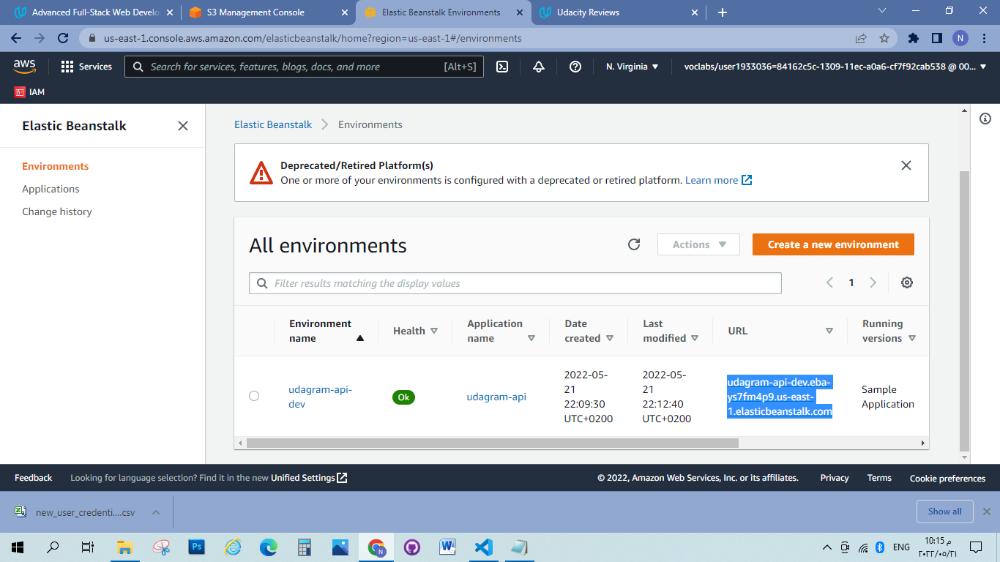 Advanced Full-Stack Web Develo
S3 Management Console
Elastic Beanstalk Environments
Udacity Reviews
us-east-1.console.aws.amazon.com/elasticbeanstalk/home?region=us-east-1#/environments
N
aws
Services
Search for services, features, blogs, docs, and more
[Alt+S]
N. Virginia
voclabs/user1933036=84162c5c-1309-11ec-a0a6-cf7f92cab538 @ 00...
IAM
Elastic Beanstalk
Environments
Applications
Change history
Elastic Beanstalk
Environments
Deprecated/Retired Platform(s)
One or more of your environments is configured with a deprecated or retired platform. Learn more
All environments
Actions
Create a new environment
Filter results matching the display values
1
Environment
name
Health
Application
name
Date
created
Last
modified
URL
Running
versions
udagram-api-
dev
Ok
udagram-api
2022-05-
21
22:09:30
UTC+0200
2022-05-
21
22:12:40
UTC+0200
udagram-api-dev.eba-
ys7fm4p9.us-east-
1.elasticbeanstalk.com
Sample
Application
Feedback
Looking for language selection? Find it in the new Unified Settings
© 2022, Amazon Web Services, Inc. or its affiliates.
Privacy
Terms
Cookie preferences
new_user_credenti....csv
Show all
Ps
N
ENG
10:15 م
٢٠٢٢/٠٥/٢١